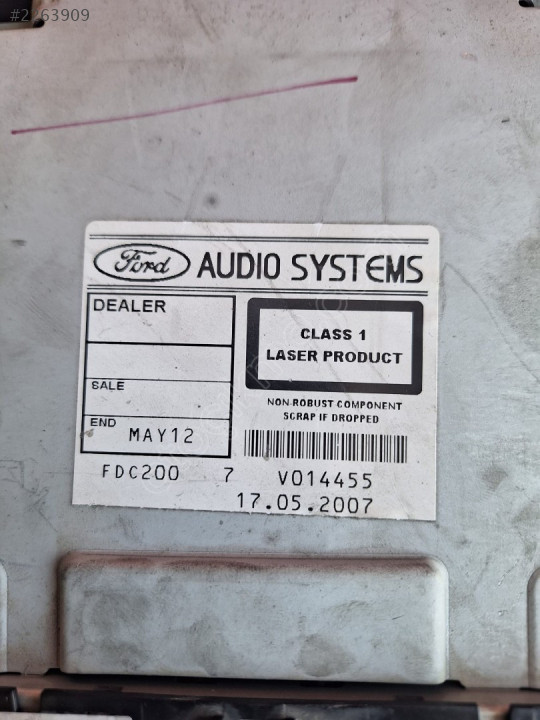 #2163909
Ford AUDIO SYSTEMS
DEALER
CLASS 1
LASER PRODUCT
SALE
NON-ROBUST COMPONENT
SCRAP IF DROPPED
END
MAY12
FDC200 7 V014455
17.05.2007